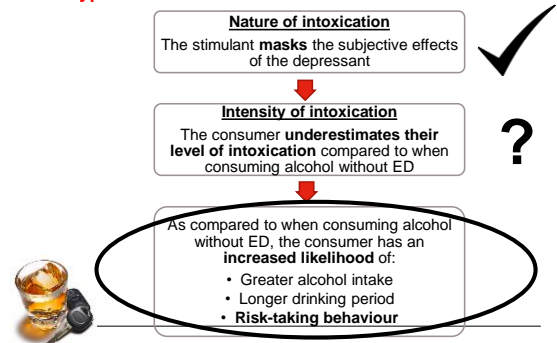 Nature of intoxication
The stimulant masks the subjective effects
of the depressant
Intensity of intoxication
The consumer underestimates their
level of intoxication compared to when
consuming alcohol without ED
?
As compared to when consuming alcohol
without ED, the consumer has an
increased likelihood of:
• Greater alcohol intake
• Longer drinking period
• Risk-taking behaviour